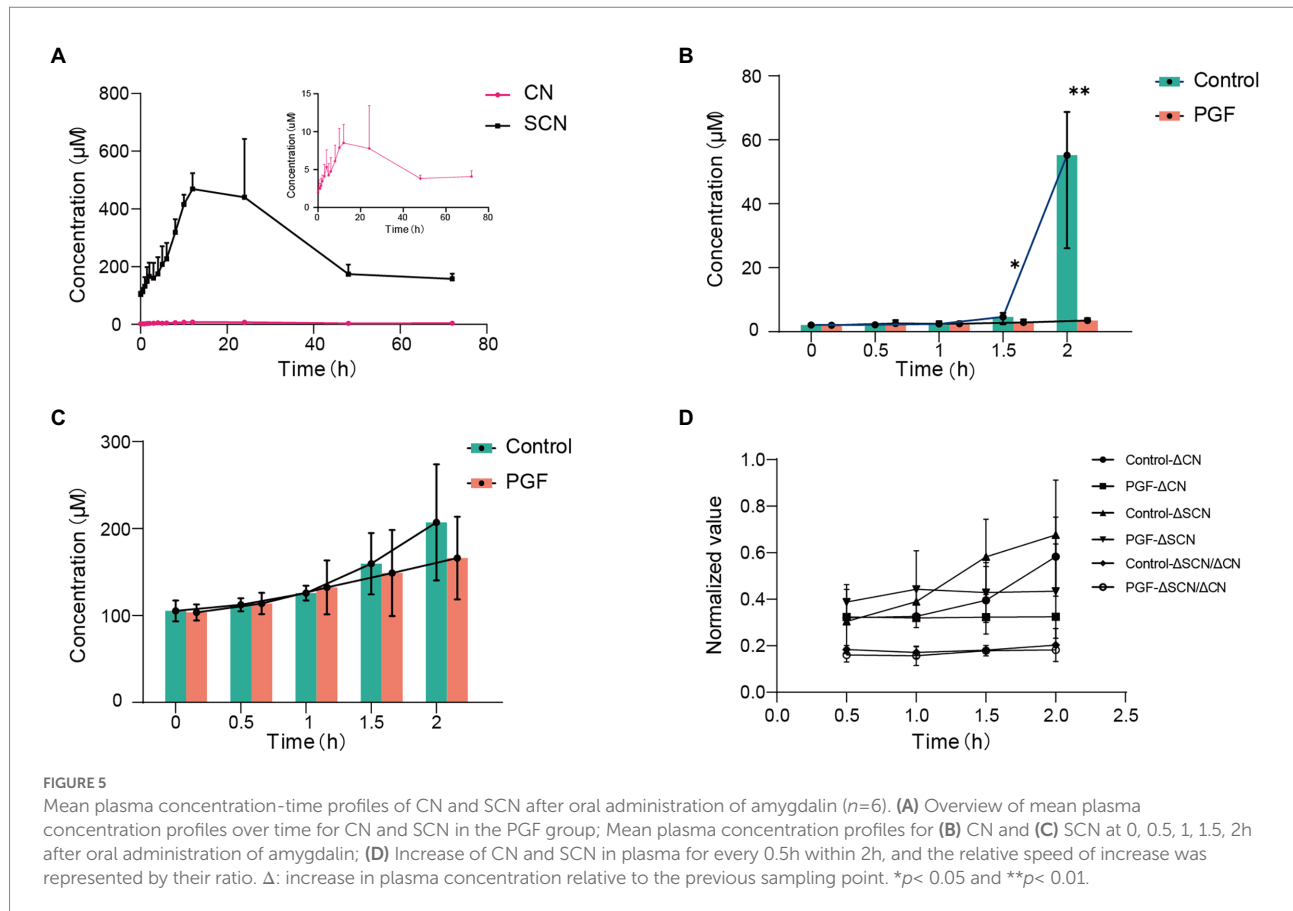 A
800
600
400
200
0
Concentration (μM)
0 20 40 60 80
Time (h)
15
10
5
1
Concentration (uM)
0 20 40 60 80
Time (h)
CN
SCN
B
80
60
40
20
0
Concentration (μM)
*
**
0 0.5 1 1.5 2
Time (h)
Control
PGF
C
300
200
100
0
Concentration (μM)
0 0.5 1 1.5 2
Time (h)
Control
PGF
D
1.0
0.8
0.6
0.4
0.2
0.0
Normalized value
0.0 0.5 1.0 1.5 2.0 2.5
Time (h)
Control-ΔCN
PGF-ΔCN
Control-ΔSCN
PGF-ΔSCN
Control-ΔSCN/ΔCN
PGF-ΔSCN/ΔCN
FIGURE 5
Mean plasma concentration-time profiles of CN and SCN after oral administration of amygdalin (n=6). (A) Overview of mean plasma
concentration profiles over time for CN and SCN in the PGF group; Mean plasma concentration profiles for (B) CN and (C) SCN at 0, 0.5, 1, 1.5, 2h
after oral administration of amygdalin; (D) Increase of CN and SCN in plasma for every 0.5h within 2h, and the relative speed of increase was
represented by their ratio. Δ: increase in plasma concentration relative to the previous sampling point. *p< 0.05 and **p< 0.01.